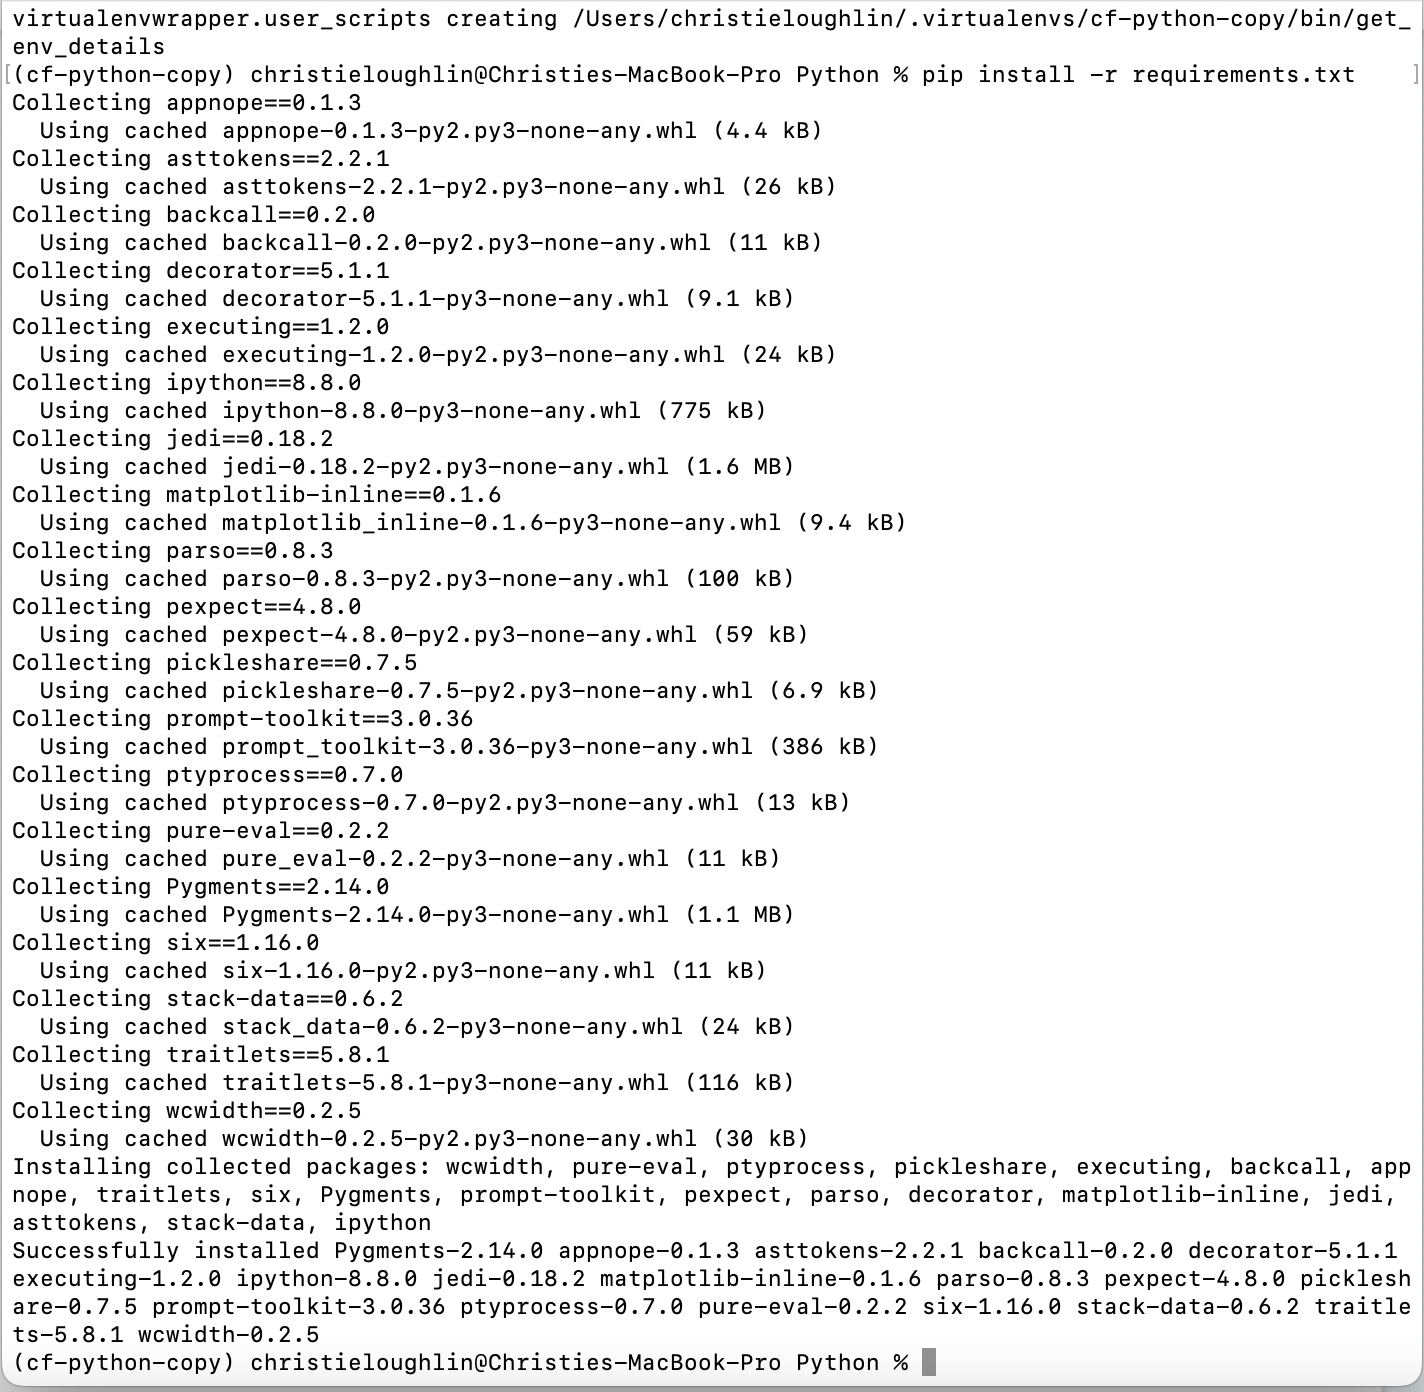 virtualenvwrapper.user_scripts creating /Users/christieloughlin/.virtualenvs/cf-python-copy/bin/get_
env_details
[(cf-python-copy) christieloughlin@Christies-MacBook-Pro Python % pip install -r requirements.txt    ]
Collecting appnope==0.1.3
  Using cached appnope-0.1.3-py2.py3-none-any.whl (4.4 kB)
Collecting asttokens==2.2.1
  Using cached asttokens-2.2.1-py2.py3-none-any.whl (26 kB)
Collecting backcall==0.2.0
  Using cached backcall-0.2.0-py2.py3-none-any.whl (11 kB)
Collecting decorator==5.1.1
  Using cached decorator-5.1.1-py3-none-any.whl (9.1 kB)
Collecting executing==1.2.0
  Using cached executing-1.2.0-py2.py3-none-any.whl (24 kB)
Collecting ipython==8.8.0
  Using cached ipython-8.8.0-py3-none-any.whl (775 kB)
Collecting jedi==0.18.2
  Using cached jedi-0.18.2-py2.py3-none-any.whl (1.6 MB)
Collecting matplotlib-inline==0.1.6
  Using cached matplotlib_inline-0.1.6-py3-none-any.whl (9.4 kB)
Collecting parso==0.8.3
  Using cached parso-0.8.3-py2.py3-none-any.whl (100 kB)
Collecting pexpect==4.8.0
  Using cached pexpect-4.8.0-py2.py3-none-any.whl (59 kB)
Collecting pickleshare==0.7.5
  Using cached pickleshare-0.7.5-py2.py3-none-any.whl (6.9 kB)
Collecting prompt-toolkit==3.0.36
  Using cached prompt_toolkit-3.0.36-py3-none-any.whl (386 kB)
Collecting ptyprocess==0.7.0
  Using cached ptyprocess-0.7.0-py2.py3-none-any.whl (13 kB)
Collecting pure-eval==0.2.2
  Using cached pure_eval-0.2.2-py3-none-any.whl (11 kB)
Collecting Pygments==2.14.0
  Using cached Pygments-2.14.0-py3-none-any.whl (1.1 MB)
Collecting six==1.16.0
  Using cached six-1.16.0-py2.py3-none-any.whl (11 kB)
Collecting stack-data==0.6.2
  Using cached stack_data-0.6.2-py3-none-any.whl (24 kB)
Collecting traitlets==5.8.1
  Using cached traitlets-5.8.1-py3-none-any.whl (116 kB)
Collecting wcwidth==0.2.5
  Using cached wcwidth-0.2.5-py2.py3-none-any.whl (30 kB)
Installing collected packages: wcwidth, pure-eval, ptyprocess, pickleshare, executing, backcall, app
nope, traitlets, six, Pygments, prompt-toolkit, pexpect, parso, decorator, matplotlib-inline, jedi,
asttokens, stack-data, ipython
Successfully installed Pygments-2.14.0 appnope-0.1.3 asttokens-2.2.1 backcall-0.2.0 decorator-5.1.1
executing-1.2.0 ipython-8.8.0 jedi-0.18.2 matplotlib-inline-0.1.6 parso-0.8.3 pexpect-4.8.0 picklesh
are-0.7.5 prompt-toolkit-3.0.36 ptyprocess-0.7.0 pure-eval-0.2.2 six-1.16.0 stack-data-0.6.2 traitle
ts-5.8.1 wcwidth-0.2.5
(cf-python-copy) christieloughlin@Christies-MacBook-Pro Python %